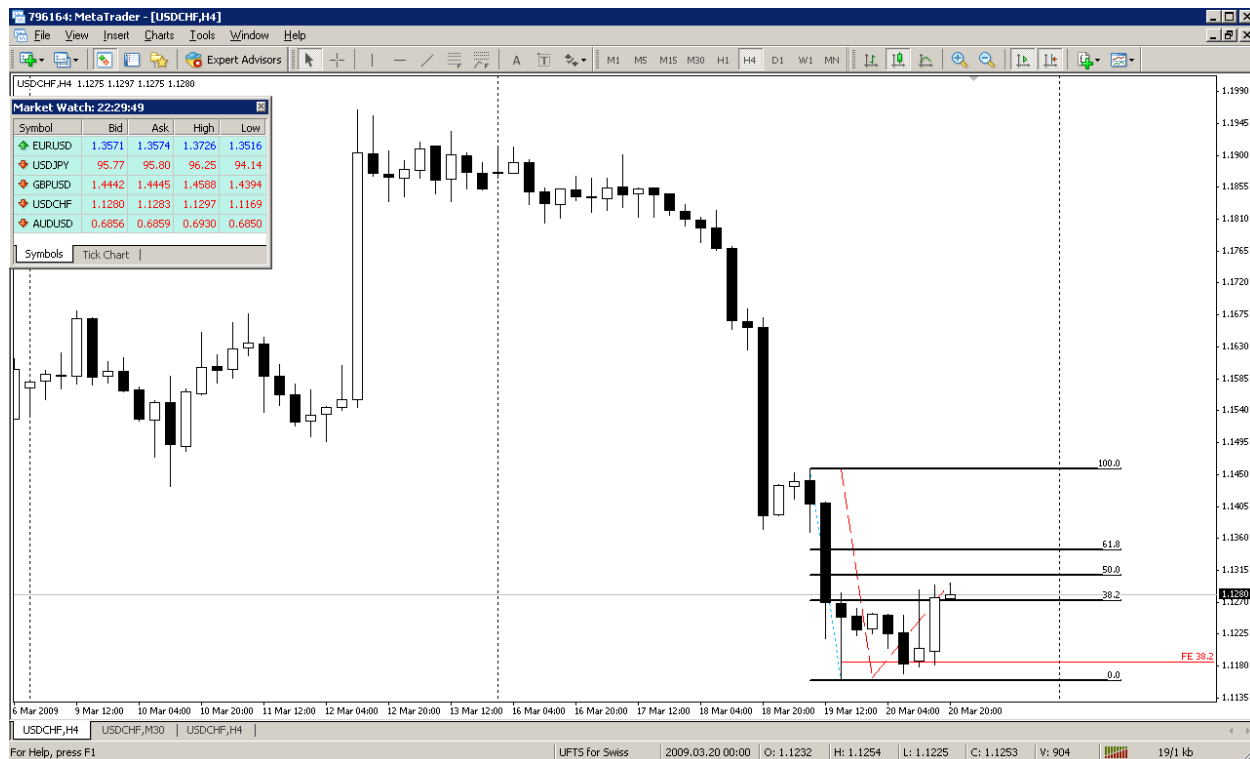 796164: MetaTrader - [USDCHF,H4]
File View Insert Charts Tools Window Help
Expert Advisors A T M1 M5 M15 M30 H1 H4 D1 W1 MN
USDCHF,H4 1.1275 1.1297 1.1275 1.1280
Market Watch: 22:29:49
Symbol Bid Ask High Low
EURUSD 1.3571 1.3574 1.3726 1.3516
USDJPY 95.77 95.80 96.25 94.14
GBPUSD 1.4442 1.4445 1.4588 1.4394
USDCHF 1.1280 1.1283 1.1297 1.1169
AUDUSD 0.6856 0.6859 0.6930 0.6850
Symbols Tick Chart
1.1990
1.1945
1.1900
1.1855
1.1810
1.1765
1.1720
1.1675
1.1630
1.1585
1.1540
1.1495
1.1450
1.1405
1.1360
1.1315
1.1280
1.1270
1.1225
1.1180
1.1135
100.0
61.8
50.0
38.2
FE 38.2
0.0
6 Mar 2009 9 Mar 12:00 10 Mar 04:00 10 Mar 20:00 11 Mar 12:00 12 Mar 04:00 12 Mar 20:00 13 Mar 12:00 16 Mar 04:00 16 Mar 20:00 17 Mar 12:00 18 Mar 04:00 18 Mar 20:00 19 Mar 12:00 20 Mar 04:00 20 Mar 20:00
USDCHF,H4 USDCHF,M30 USDCHF,H4
For Help, press F1 UFTS for Swiss 2009.03.20 00:00 O: 1.1232 H: 1.1254 L: 1.1225 C: 1.1253 V: 904 19/1 kb